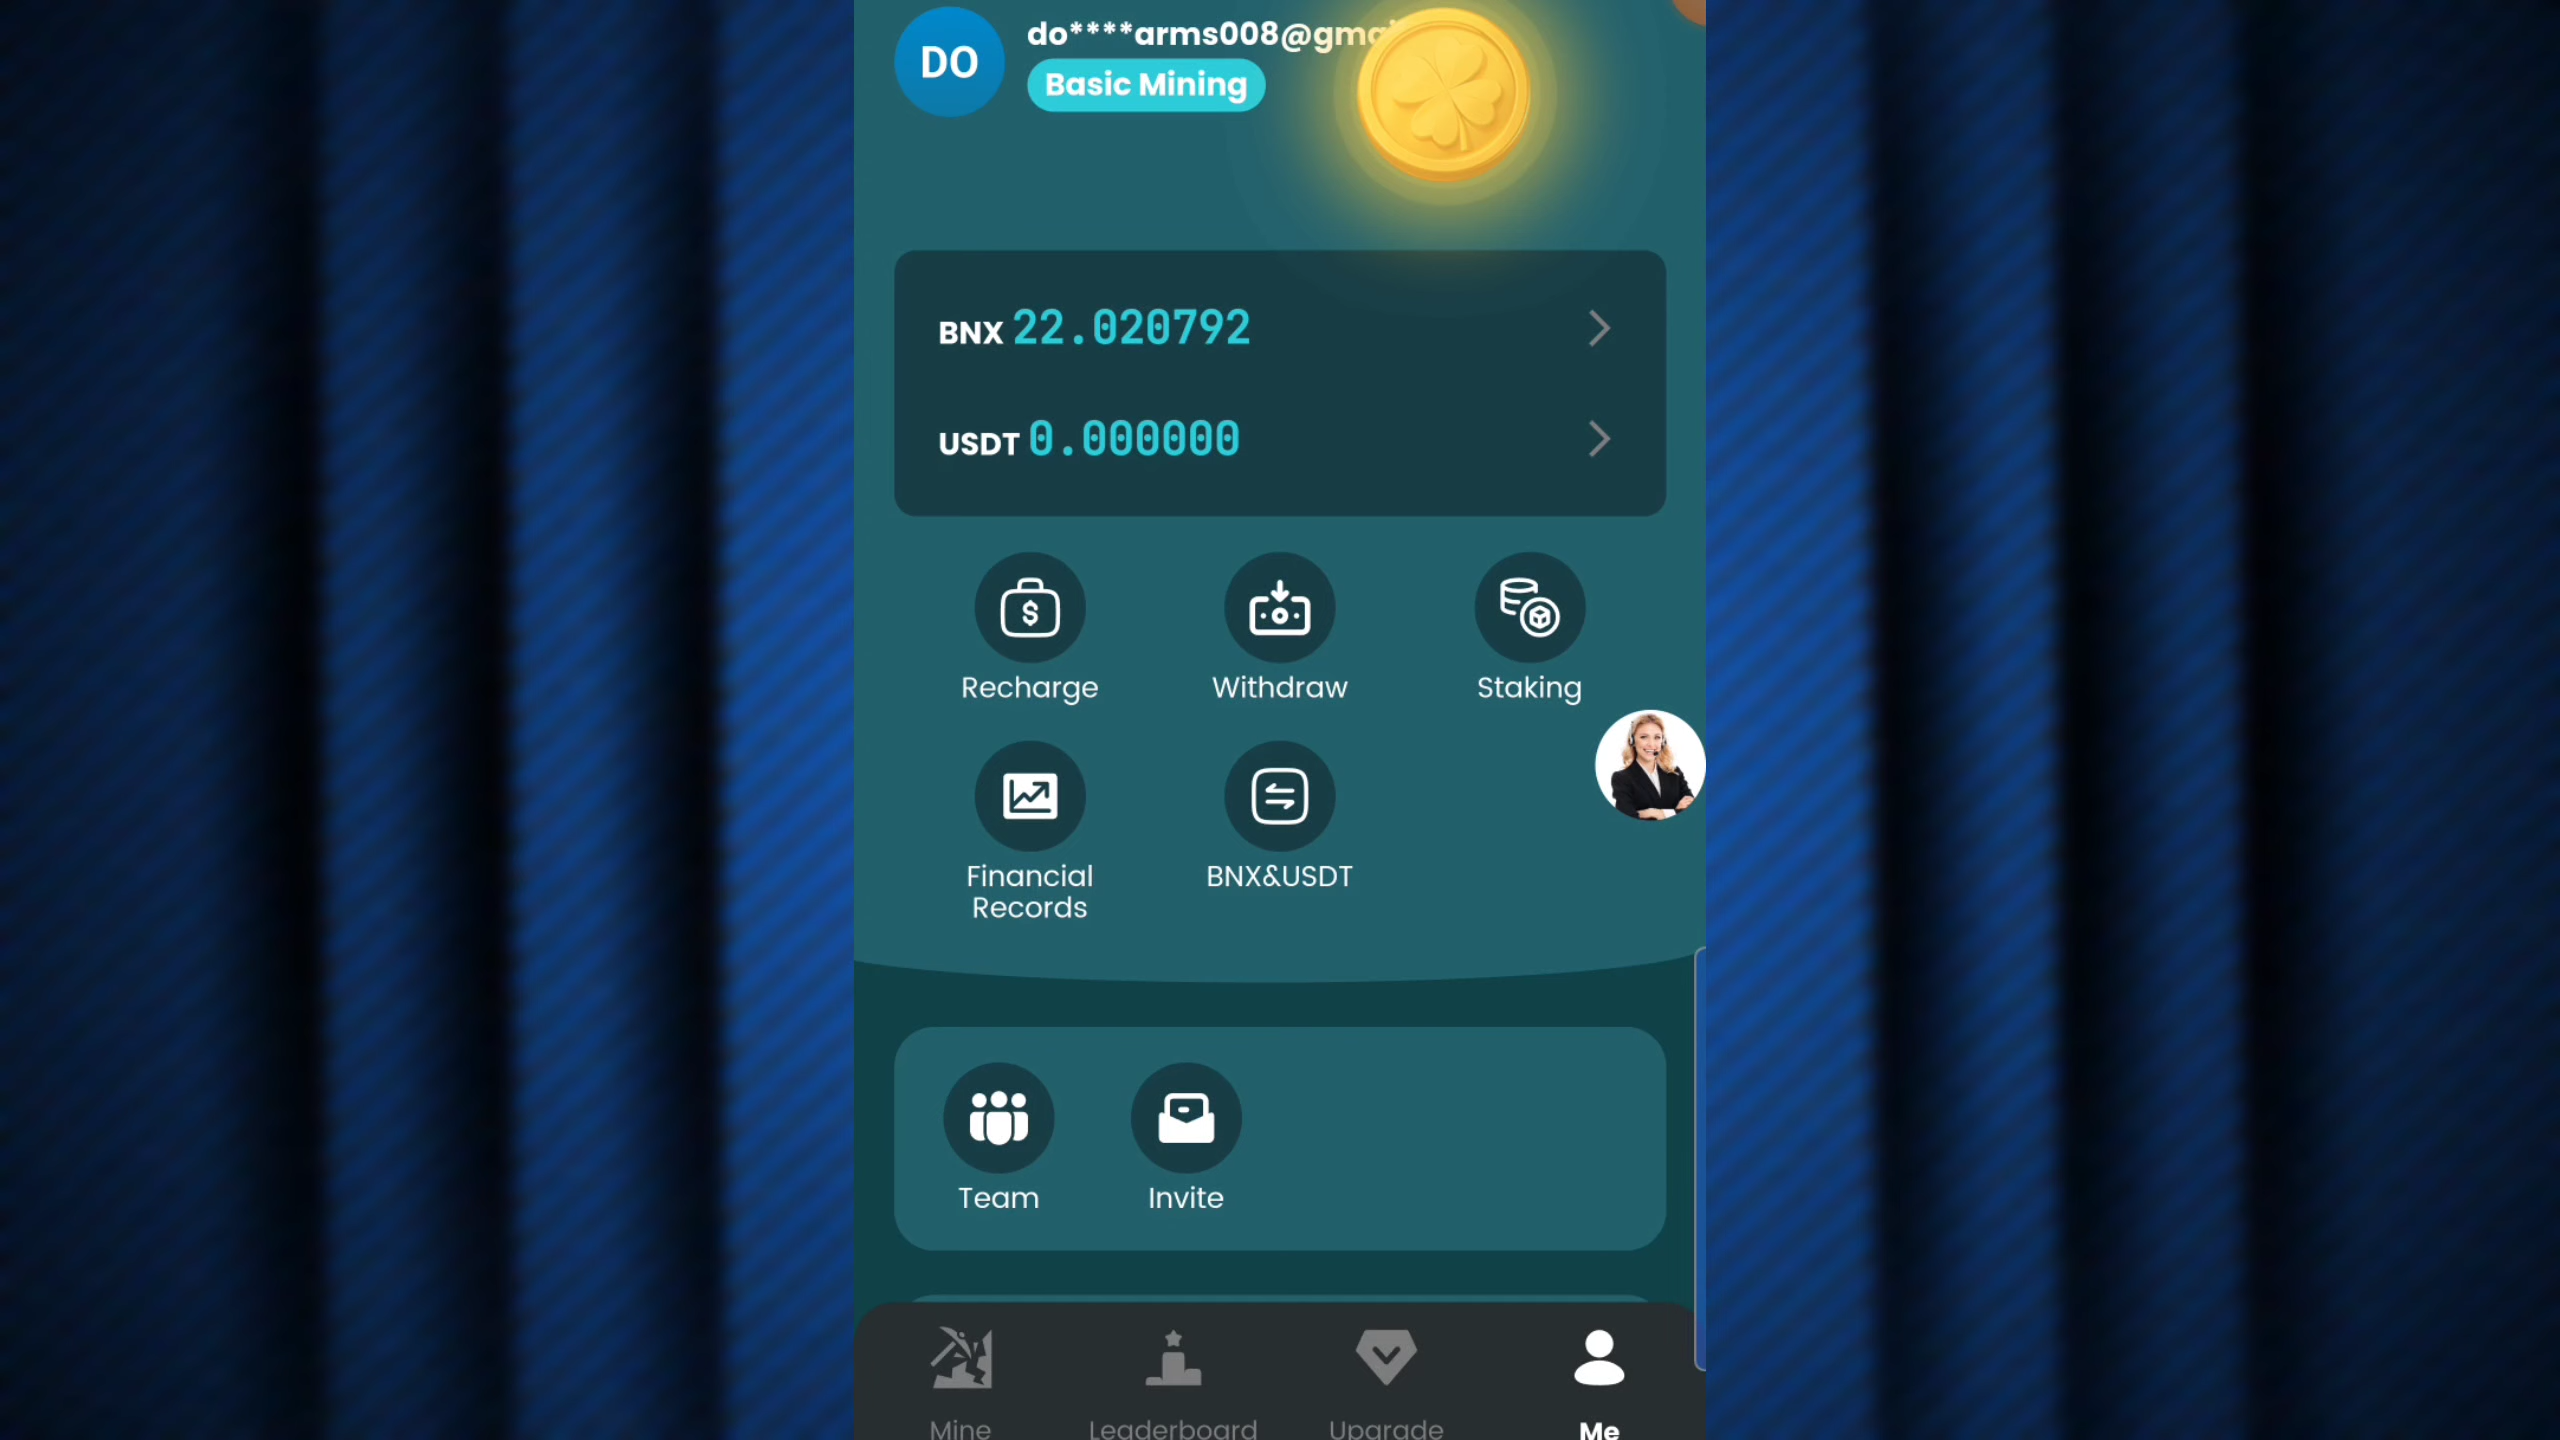 DO
do****arms008@gmai
Basic Mining
BNX 22.020792
USDT 0.000000
Recharge
Withdraw
Staking
Financial
Records
BNX&USDT
Team
Invite
Mine
Leaderboard
Upgrade
Me